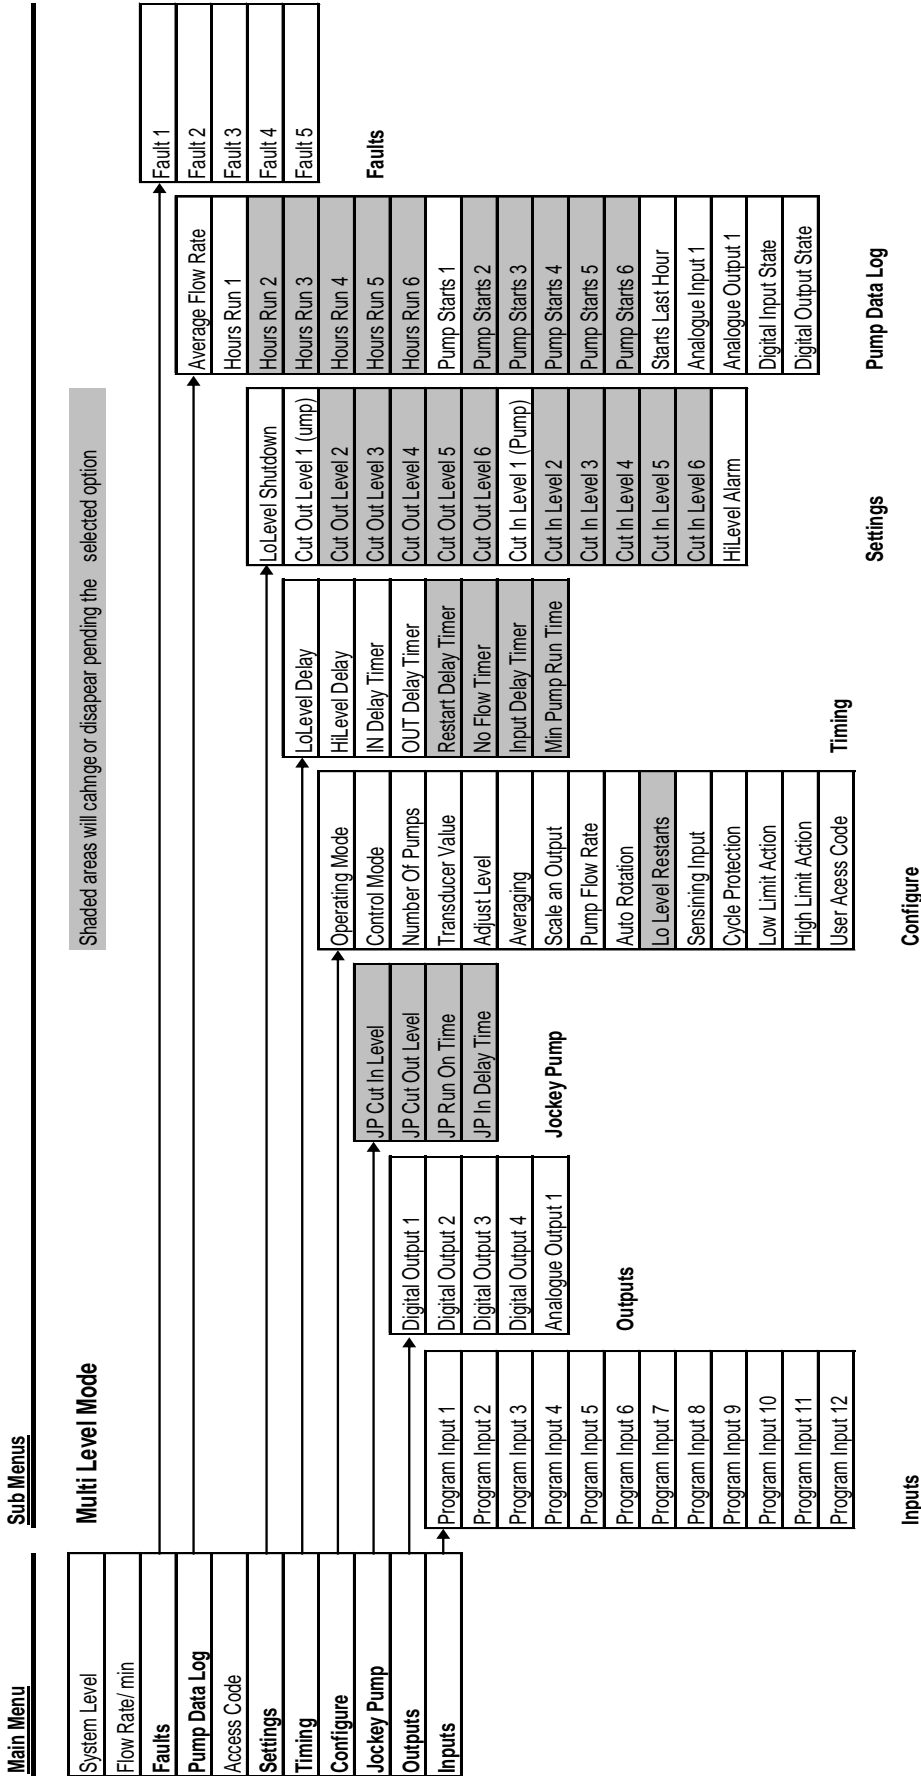 Main Menu
Sub Menus
System Level
Flow Rate/ min
Faults
Pump Data Log
Access Code
Settings
Timing
Configure
Jockey Pump
Outputs
Inputs
Multi Level Mode
Shaded areas will cahnge or disapear pending the selected option
Program Input 1
Program Input 2
Program Input 3
Program Input 4
Program Input 5
Program Input 6
Program Input 7
Program Input 8
Program Input 9
Program Input 10
Program Input 11
Program Input 12
Inputs
Digital Output 1
Digital Output 2
Digital Output 3
Digital Output 4
Analogue Output 1
Outputs
JP Cut In Level
JP Cut Out Level
JP Run On Time
JP In Delay Time
Jockey Pump
Operating Mode
Control Mode
Number Of Pumps
Transducer Value
Adjust Level
Averaging
Scale an Output
Pump Flow Rate
Auto Rotation
Lo Level Restarts
Sensining Input
Cycle Protection
Low Limit Action
High Limit Action
User Acess Code
Configure
LoLevel Delay
HiLevel Delay
IN Delay Timer
OUT Delay Timer
Restart Delay Timer
No Flow Timer
Input Delay Timer
Min Pump Run Time
Timing
LoLevel Shutdown
Cut Out Level 1 (ump)
Cut Out Level 2
Cut Out Level 3
Cut Out Level 4
Cut Out Level 5
Cut Out Level 6
Cut In Level 1 (Pump)
Cut In Level 2
Cut In Level 3
Cut In Level 4
Cut In Level 5
Cut In Level 6
HiLevel Alarm
Settings
Average Flow Rate
Hours Run 1
Hours Run 2
Hours Run 3
Hours Run 4
Hours Run 5
Hours Run 6
Pump Starts 1
Pump Starts 2
Pump Starts 3
Pump Starts 4
Pump Starts 5
Pump Starts 6
Starts Last Hour
Analogue Input 1
Analogue Output 1
Digital Input State
Digital Output State
Pump Data Log
Fault 1
Fault 2
Fault 3
Fault 4
Fault 5
Faults